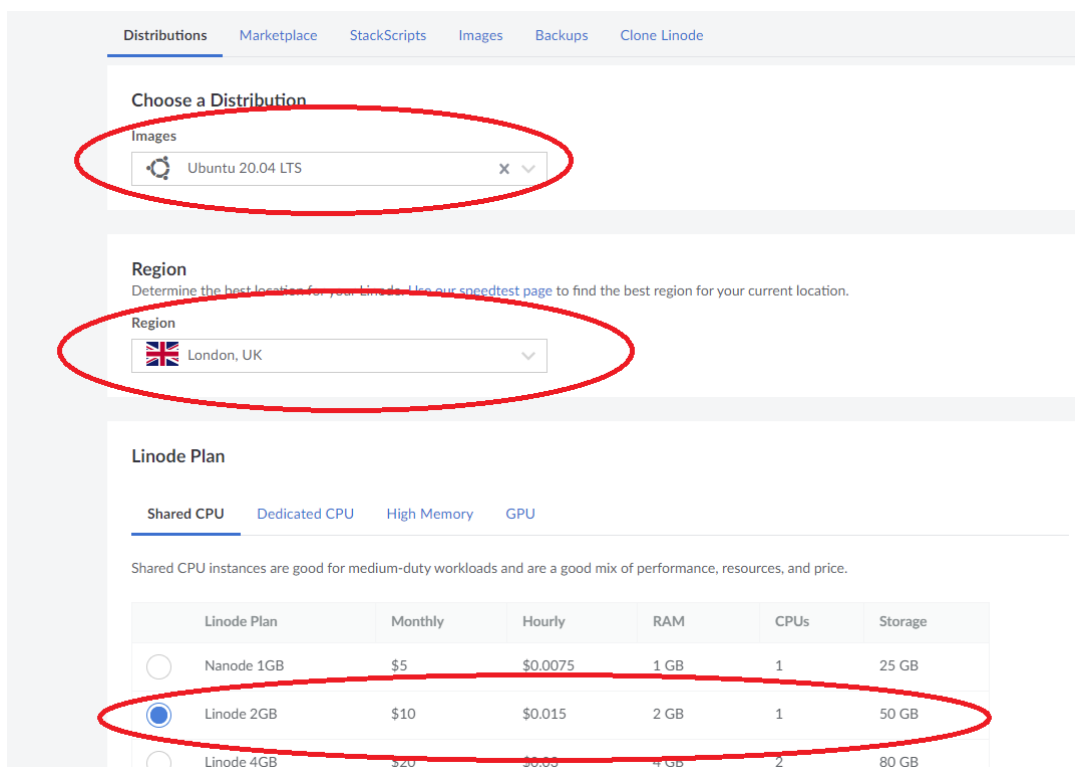 Distributions Marketplace StackScripts Images Backups Clone Linode
Choose a Distribution
Images
Ubuntu 20.04 LTS
Region
Determine the best location for your Linode. Use our speedtest page to find the best region for your current location.
Region
London, UK
Linode Plan
Shared CPU Dedicated CPU High Memory GPU
Shared CPU instances are good for medium-duty workloads and are a good mix of performance, resources, and price.
Linode Plan Monthly Hourly RAM CPUs Storage
Nanode 1GB $5 $0.0075 1 GB 1 25 GB
Linode 2GB $10 $0.015 2 GB 1 50 GB
Linode 4GB $20 $0.03 4 GB 2 80 GB